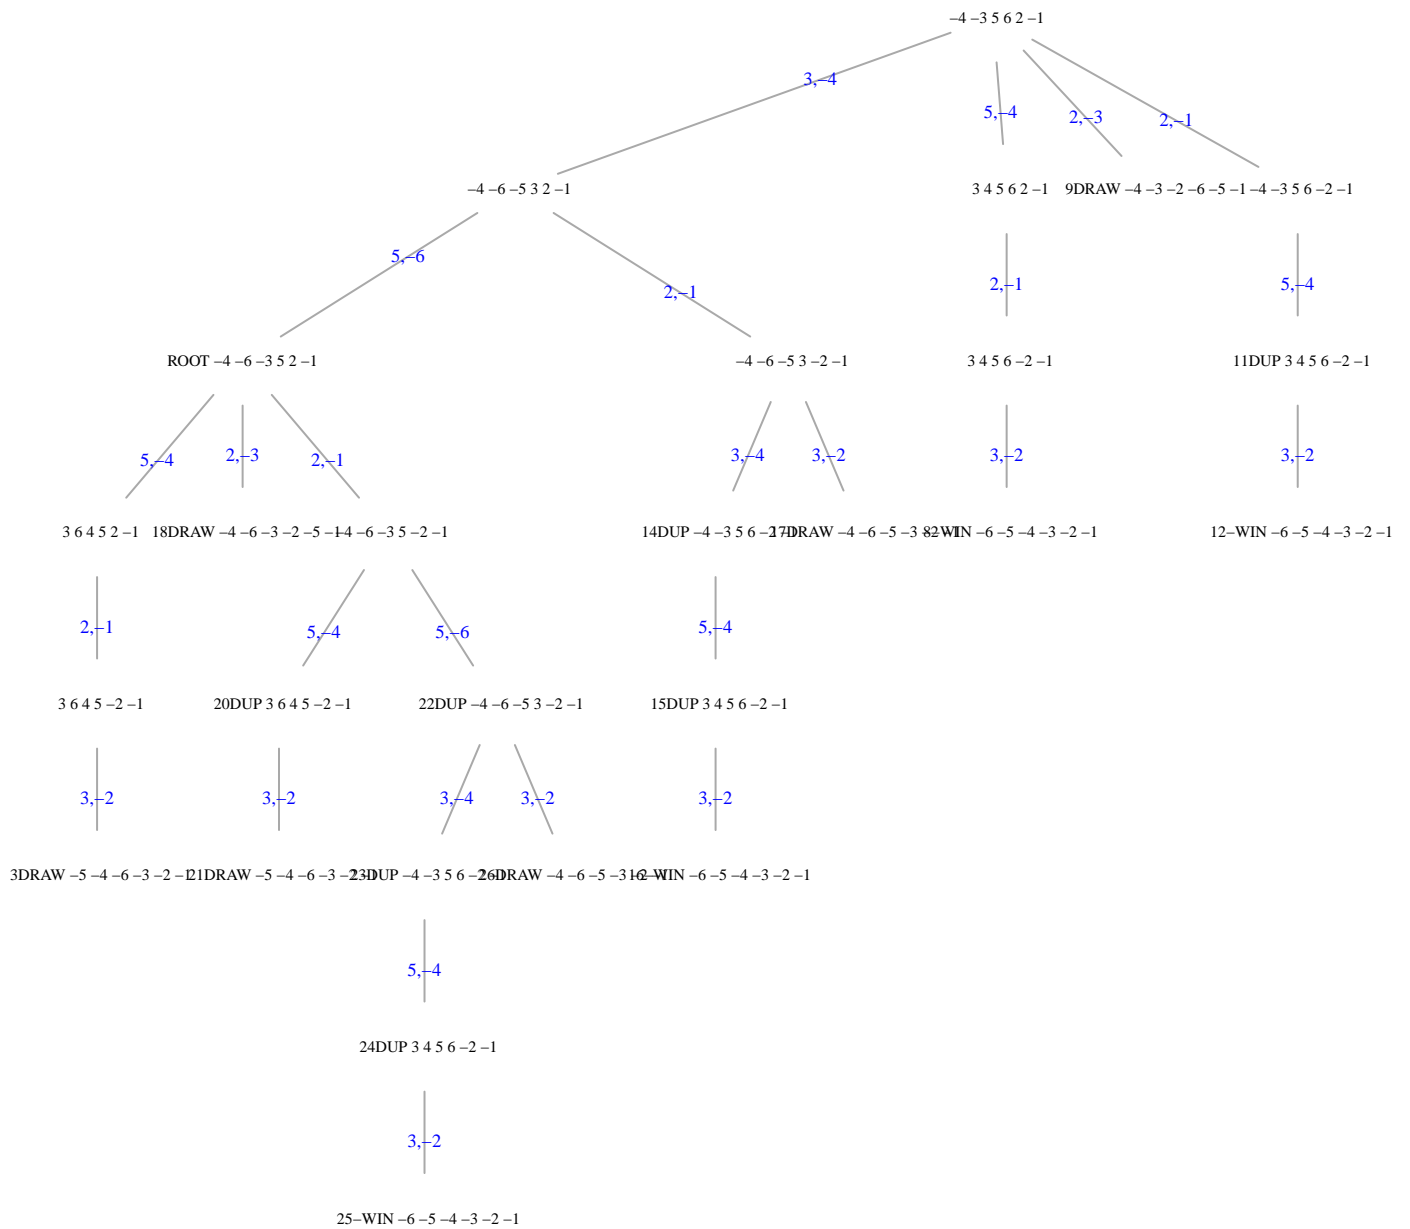 −4 −3 5 6 2 −1
3,−4
5,−4
2,−3
2,−1
−4 −6 −5 3 2 −1
3 4 5 6 2 −1
9DRAW −4 −3 −2 −6 −5 −1
−4 −3 5 6 −2 −1
5,−6
2,−1
2,−1
5,−4
ROOT −4 −6 −3 5 2 −1
−4 −6 −5 3 −2 −1
3 4 5 6 −2 −1
11DUP 3 4 5 6 −2 −1
5,−4
2,−3
2,−1
3,−4
3,−2
3,−2
3,−2
3 6 4 5 2 −1
18DRAW −4 −6 −3 −2 −5 −1
−4 −6 −3 5 −2 −1
14DUP −4 −3 5 6 −2 −1
17DRAW −4 −6 −5 −3 −2 −1
8−WIN −6 −5 −4 −3 −2 −1
12−WIN −6 −5 −4 −3 −2 −1
2,−1
5,−4
5,−6
5,−4
3 6 4 5 −2 −1
20DUP 3 6 4 5 −2 −1
22DUP −4 −6 −5 3 −2 −1
15DUP 3 4 5 6 −2 −1
3,−2
3,−2
3,−4
3,−2
3,−2
3DRAW −5 −4 −6 −3 −2 −1
21DRAW −5 −4 −6 −3 −2 −1
23DUP −4 −3 5 6 −2 −1
26DRAW −4 −6 −5 −3 −2 −1
16−WIN −6 −5 −4 −3 −2 −1
5,−4
24DUP 3 4 5 6 −2 −1
3,−2
25−WIN −6 −5 −4 −3 −2 −1